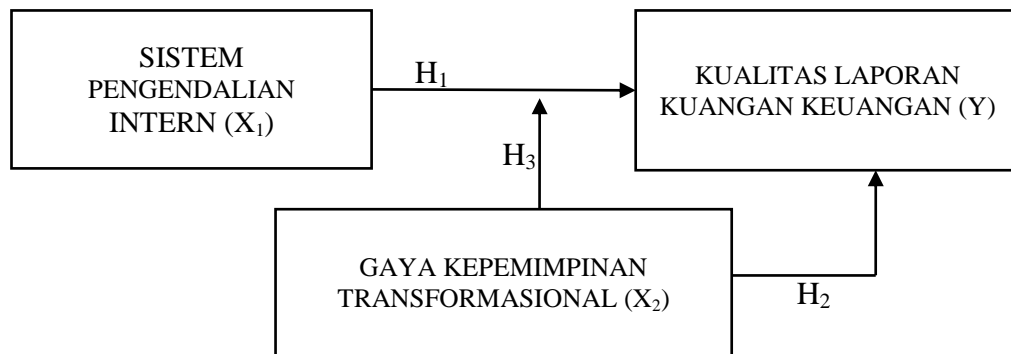 SISTEM
PENGENDALIAN
INTERN (X₁)
H₁
KUALITAS LAPORAN
KUANGAN KEUANGAN (Y)
H₃
GAYA KEPEMIMPINAN
TRANSFORMASIONAL (X₂)
H₂